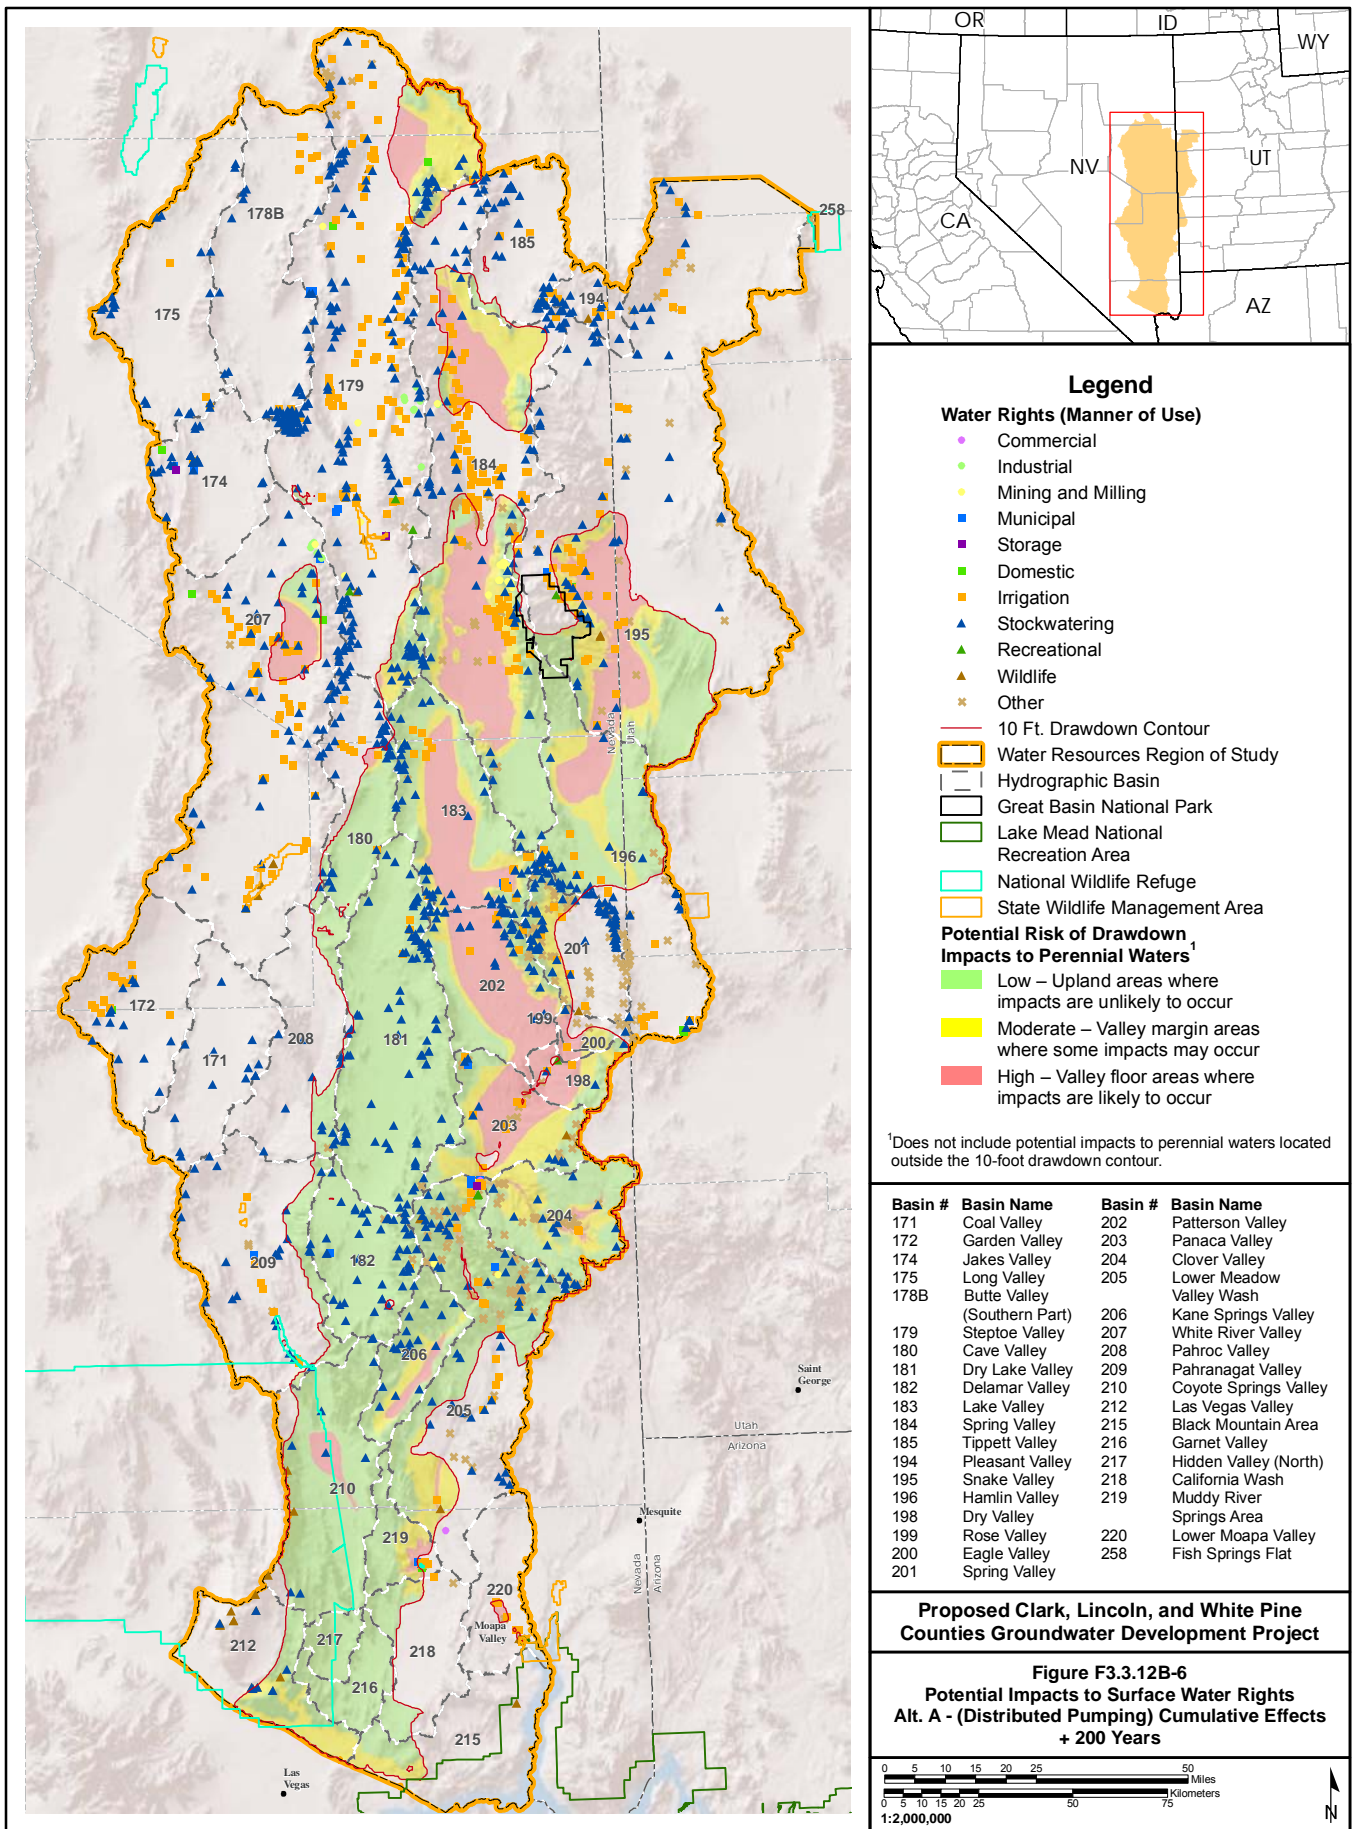 178B
185
258
194
175
179
184
174
207
195
Nevada
Utah
183
180
196
201
202
172
199
208
200
181
171
198
203
204
209
182
206
Saint
George
205
Utah
Arizona
210
Mesquite
219
Nevada
Arizona
220
Moapa
Valley
212
217
218
216
215
Las
Vegas
OR
ID
WY
NV
UT
CA
AZ
Legend
Water Rights (Manner of Use)
Commercial
Industrial
Mining and Milling
Municipal
Storage
Domestic
Irrigation
Stockwatering
Recreational
Wildlife
Other
10 Ft. Drawdown Contour
Water Resources Region of Study
Hydrographic Basin
Great Basin National Park
Lake Mead National
Recreation Area
National Wildlife Refuge
State Wildlife Management Area
Potential Risk of Drawdown
Impacts to Perennial Waters1
Low – Upland areas where
impacts are unlikely to occur
Moderate – Valley margin areas
where some impacts may occur
High – Valley floor areas where
impacts are likely to occur
1Does not include potential impacts to perennial waters located
outside the 10-foot drawdown contour.
Basin # Basin Name Basin # Basin Name
171 Coal Valley 202 Patterson Valley
172 Garden Valley 203 Panaca Valley
174 Jakes Valley 204 Clover Valley
175 Long Valley 205 Lower Meadow
178B Butte Valley Valley Wash
(Southern Part) 206 Kane Springs Valley
179 Steptoe Valley 207 White River Valley
180 Cave Valley 208 Pahroc Valley
181 Dry Lake Valley 209 Pahranagat Valley
182 Delamar Valley 210 Coyote Springs Valley
183 Lake Valley 212 Las Vegas Valley
184 Spring Valley 215 Black Mountain Area
185 Tippett Valley 216 Garnet Valley
194 Pleasant Valley 217 Hidden Valley (North)
195 Snake Valley 218 California Wash
196 Hamlin Valley 219 Muddy River
198 Dry Valley Springs Area
199 Rose Valley 220 Lower Moapa Valley
200 Eagle Valley 258 Fish Springs Flat
201 Spring Valley
Proposed Clark, Lincoln, and White Pine
Counties Groundwater Development Project
Figure F3.3.12B-6
Potential Impacts to Surface Water Rights
Alt. A - (Distributed Pumping) Cumulative Effects
+ 200 Years
0 5 10 15 20 25 50
Miles
Kilometers
0 5 10 15 20 25 50 75
1:2,000,000
N